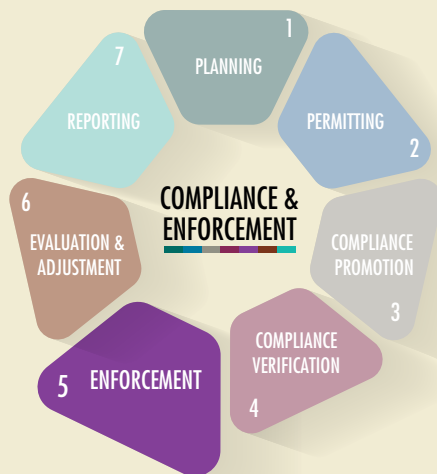 1
PLANNING
PERMITTING
2
COMPLIANCE
PROMOTION
3
COMPLIANCE
VERIFICATION
4
5 ENFORCEMENT
6
EVALUATION &
ADJUSTMENT
7
REPORTING
COMPLIANCE &
ENFORCEMENT